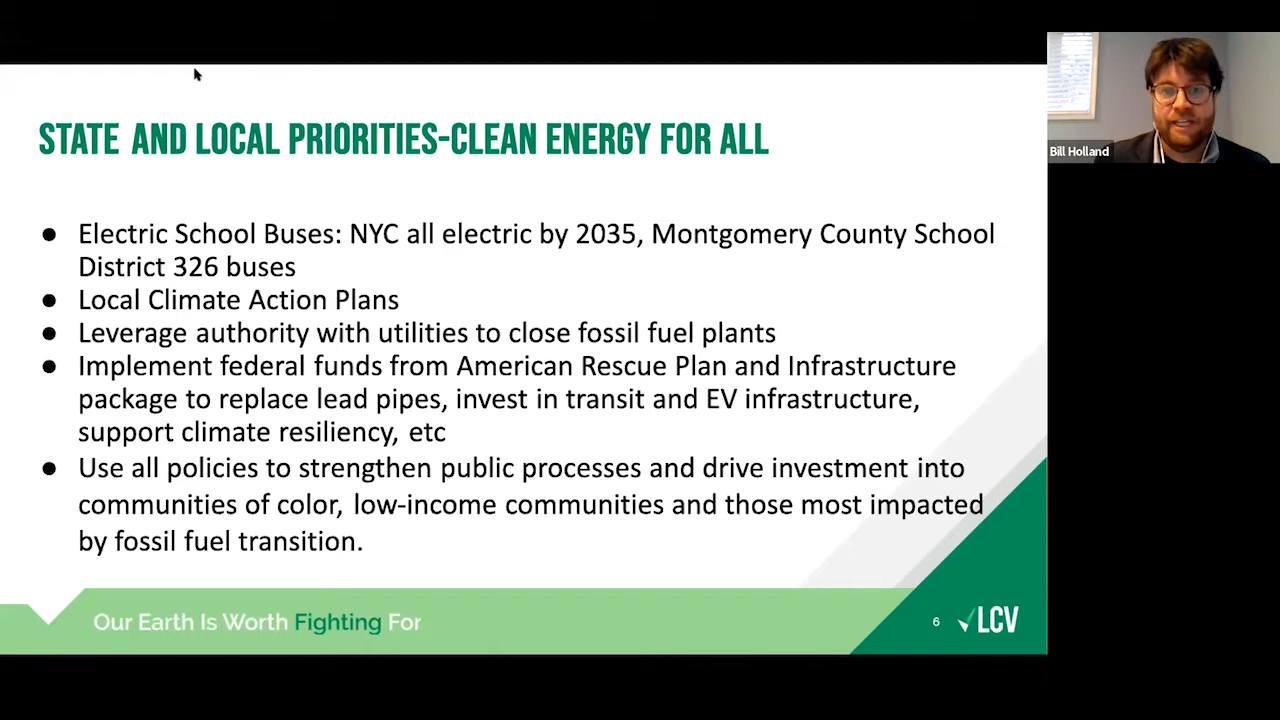 STATE AND LOCAL PRIORITIES-CLEAN ENERGY FOR ALL
● Electric School Buses: NYC all electric by 2035, Montgomery County School
District 326 buses
● Local Climate Action Plans
● Leverage authority with utilities to close fossil fuel plants
● Implement federal funds from American Rescue Plan and Infrastructure
package to replace lead pipes, invest in transit and EV infrastructure,
support climate resiliency, etc
● Use all policies to strengthen public processes and drive investment into
communities of color, low-income communities and those most impacted
by fossil fuel transition.
Our Earth Is Worth Fighting For
6
LCV
Bill Holland